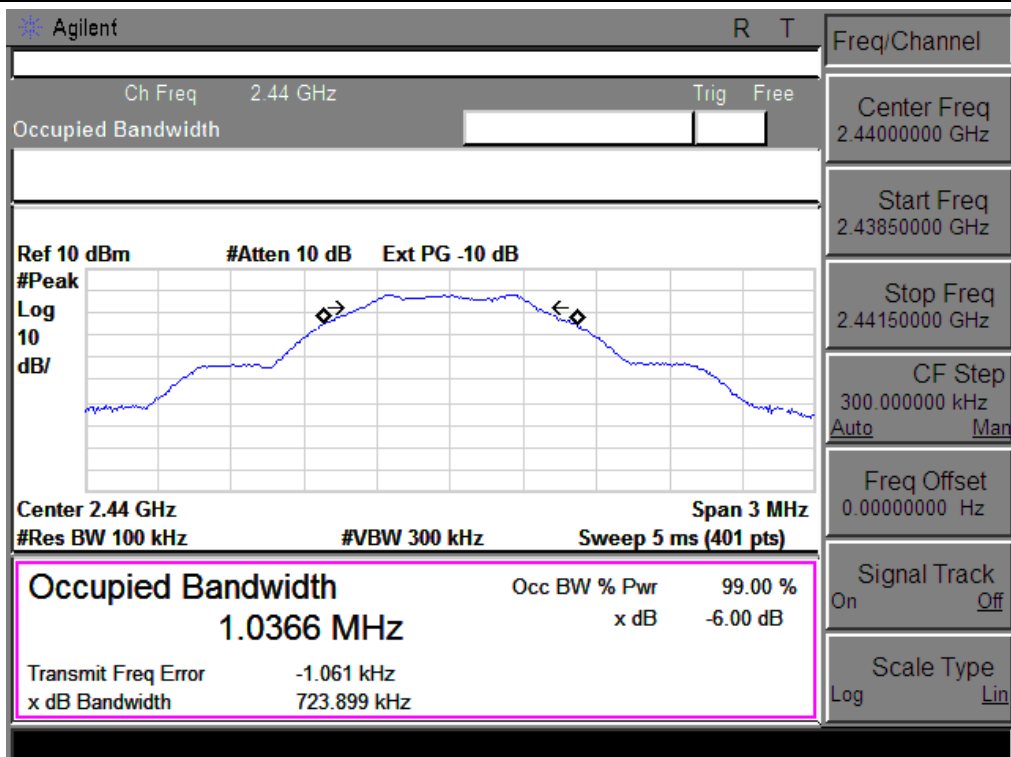 Agilent R T
Ch Freq 2.44 GHz Trig Free
Occupied Bandwidth
Ref 10 dBm #Atten 10 dB Ext PG -10 dB
#Peak
Log
10
dB/
Center 2.44 GHz Span 3 MHz
#Res BW 100 kHz #VBW 300 kHz Sweep 5 ms (401 pts)
Occupied Bandwidth Occ BW % Pwr 99.00 %
1.0366 MHz x dB -6.00 dB
Transmit Freq Error -1.061 kHz
x dB Bandwidth 723.899 kHz
Freq/Channel
Center Freq
2.44000000 GHz
Start Freq
2.43850000 GHz
Stop Freq
2.44150000 GHz
CF Step
300.000000 kHz
Auto Man
Freq Offset
0.00000000 Hz
Signal Track
On Off
Scale Type
Log Lin